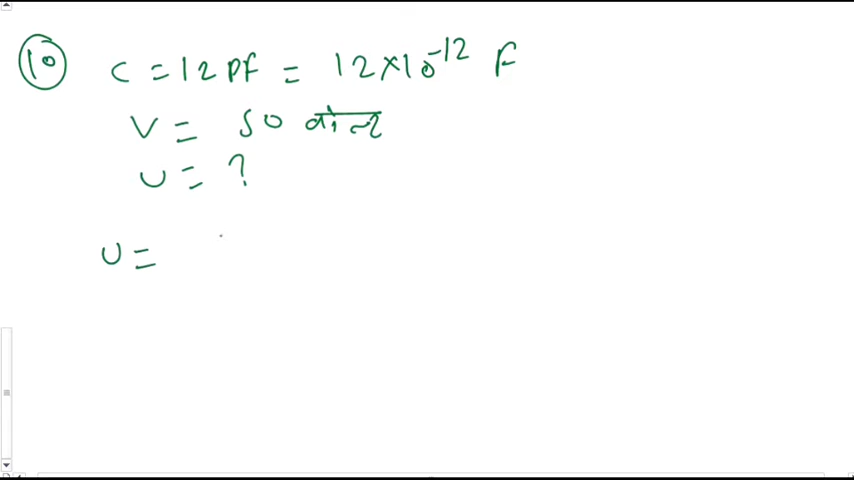 (10) C = 12 PF = 12×10⁻¹² F
V = 50 वोल्ट
U = ?
U =